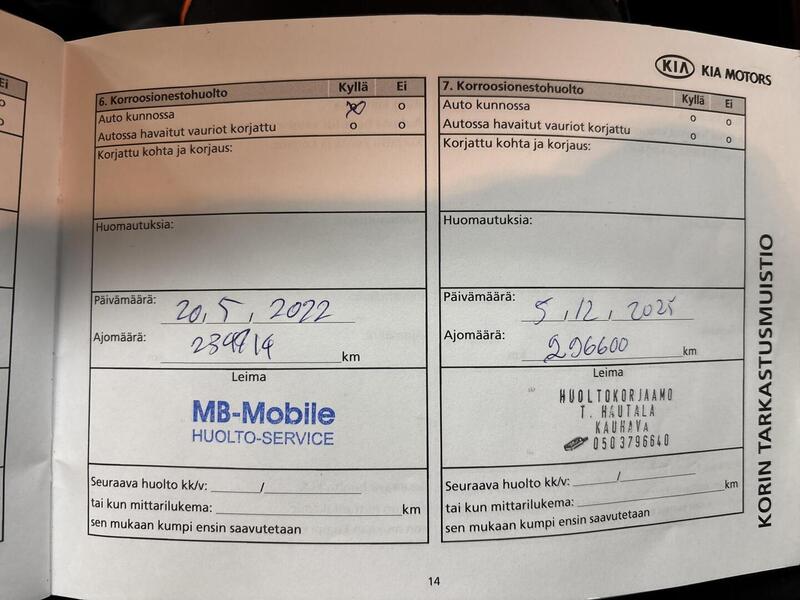 KIA KIA MOTORS
Ei
6. Korroosionestohuolto Kyllä Ei
Auto kunnossa o
Autossa havaitut vauriot korjattu o o
Korjattu kohta ja korjaus:
Huomautuksia:
Päivämäärä: 20, 5, 2022
Ajomäärä: km
Leima
MB-Mobile
HUOLTO-SERVICE
Seuraava huolto kk/v: /
tai kun mittarilukema: km
sen mukaan kumpi ensin saavutetaan
7. Korroosionestohuolto Kyllä Ei
Auto kunnossa o o
Autossa havaitut vauriot korjattu o o
Korjattu kohta ja korjaus:
Huomautuksia:
Päivämäärä: 5, 12, 2025
Ajomäärä: 296600 km
Leima
HUOLTOKORJAAMO
T. HAUTALA
KAUHAVA
0503796640
Seuraava huolto kk/v: /
tai kun mittarilukema: km
sen mukaan kumpi ensin saavutetaan
KORIN TARKASTUSMUISTIO
14